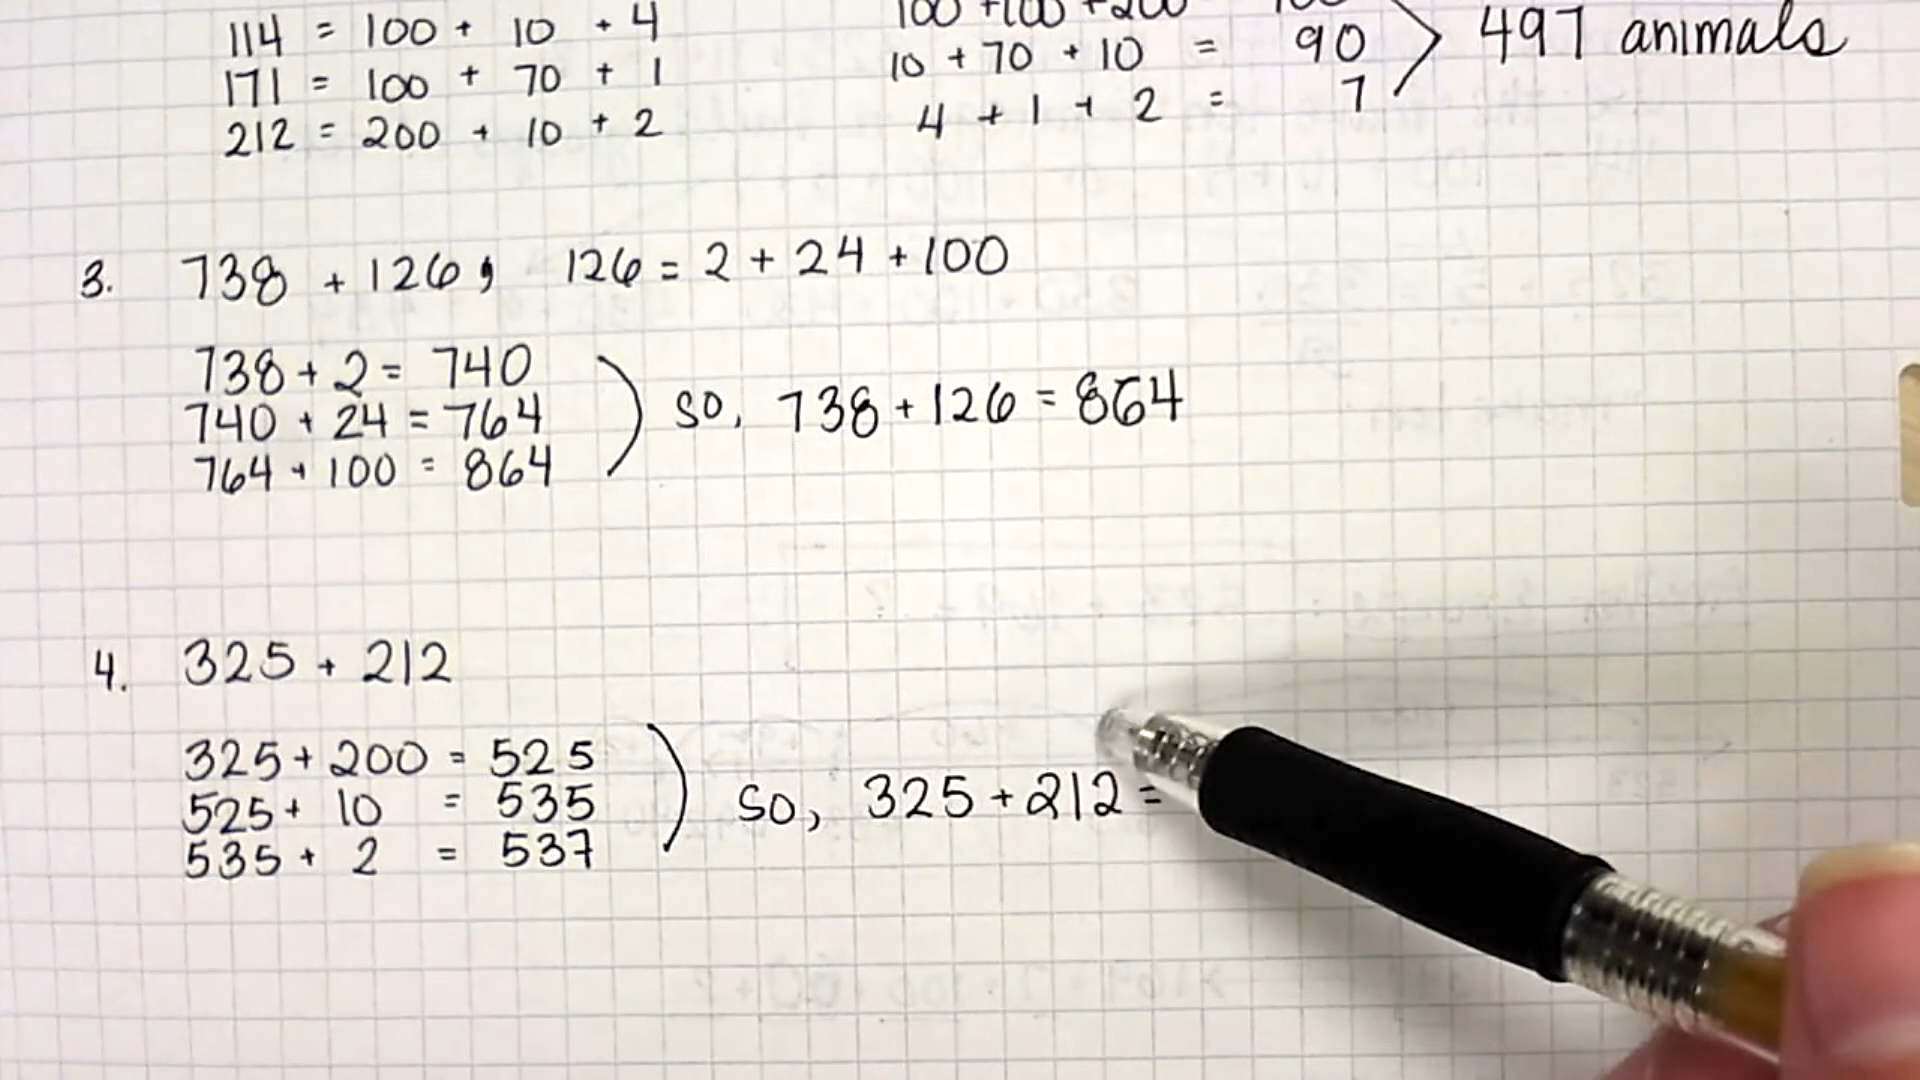 114 = 100 + 10 + 4
171 = 100 + 70 + 1
212 = 200 + 10 + 2
100 + 100 + 200
10 + 70 + 10 = 90
4 + 1 + 2 = 7
497 animals
3. 738 + 126, 126 = 2 + 24 + 100
738 + 2 = 740
740 + 24 = 764
764 + 100 = 864
so, 738 + 126 = 864
4. 325 + 212
325 + 200 = 525
525 + 10 = 535
535 + 2 = 537
so, 325 + 212 =